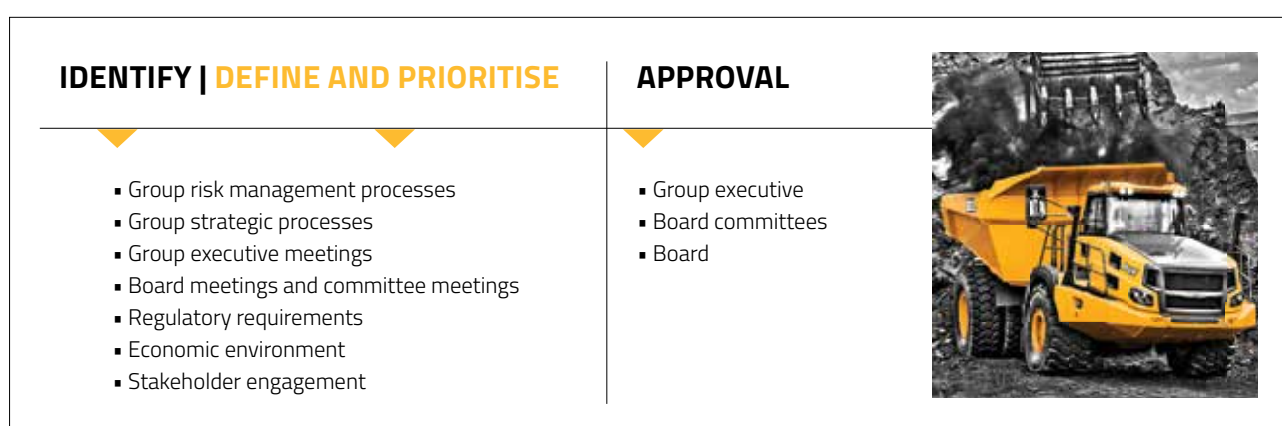 IDENTIFY | DEFINE AND PRIORITISE
▪ Group risk management processes
▪ Group strategic processes
▪ Group executive meetings
▪ Board meetings and committee meetings
▪ Regulatory requirements
▪ Economic environment
▪ Stakeholder engagement
APPROVAL
▪ Group executive
▪ Board committees
▪ Board